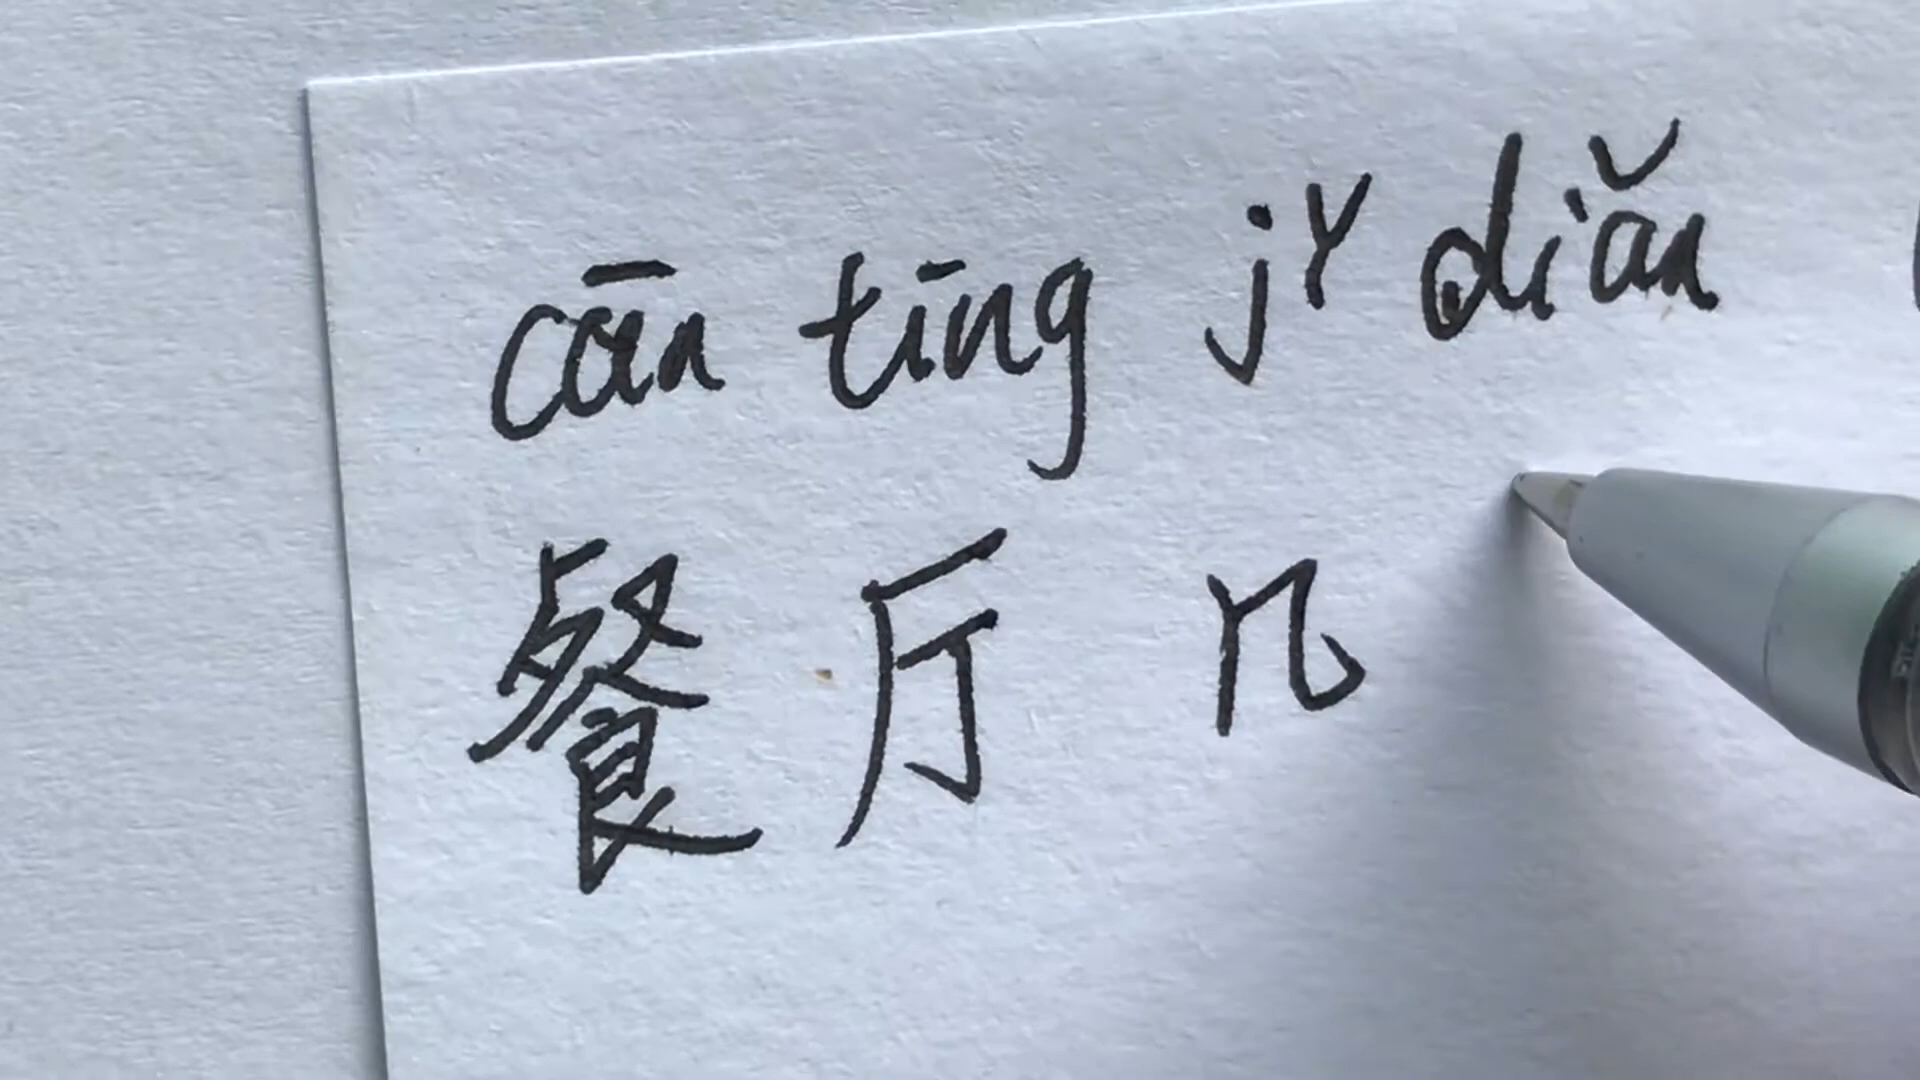 cān tīng jǐ diǎn
餐厅 几